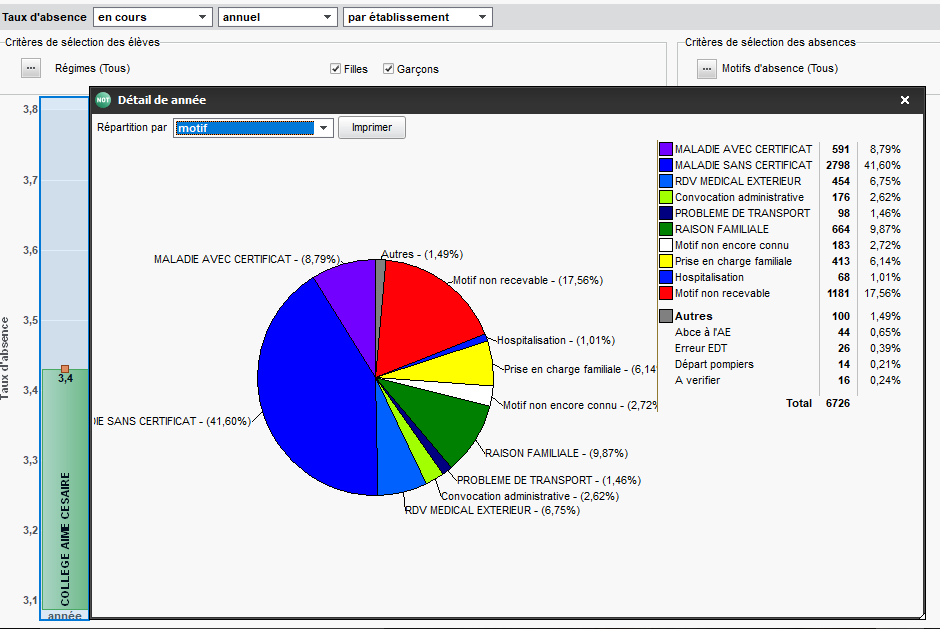 Taux d'absence en cours annuel par établissement
Critères de sélection des élèves
Critères de sélection des absences
... Régimes (Tous) Filles Garçons
... Motifs d'absence (Tous)
NOT Détail de année
Répartition par motif Imprimer
MALADIE AVEC CERTIFICAT 591 8,79%
MALADIE SANS CERTIFICAT 2798 41,60%
RDV MEDICAL EXTERIEUR 454 6,75%
Convocation administrative 176 2,62%
PROBLEME DE TRANSPORT 98 1,46%
RAISON FAMILIALE 664 9,87%
Motif non encore connu 183 2,72%
Prise en charge familiale 413 6,14%
Hospitalisation 68 1,01%
Motif non recevable 1181 17,56%
Autres 100 1,49%
Abce à l'AE 44 0,65%
Erreur EDT 26 0,39%
Départ pompiers 14 0,21%
A verifier 16 0,24%
Total 6726
Autres - (1,49%)
MALADIE AVEC CERTIFICAT - (8,79%)
Motif non recevable - (17,56%)
Hospitalisation - (1,01%)
Prise en charge familiale - (6,14
Motif non encore connu - (2,72%
IE SANS CERTIFICAT - (41,60%)
RAISON FAMILIALE - (9,87%)
PROBLEME DE TRANSPORT - (1,46%)
Convocation administrative - (2,62%)
RDV MEDICAL EXTERIEUR - (6,75%)
Taux d'absence
3,8
3,7
3,6
3,5
3,4
3,3
3,2
3,1
3,4
COLLEGE AIME CESAIRE
année